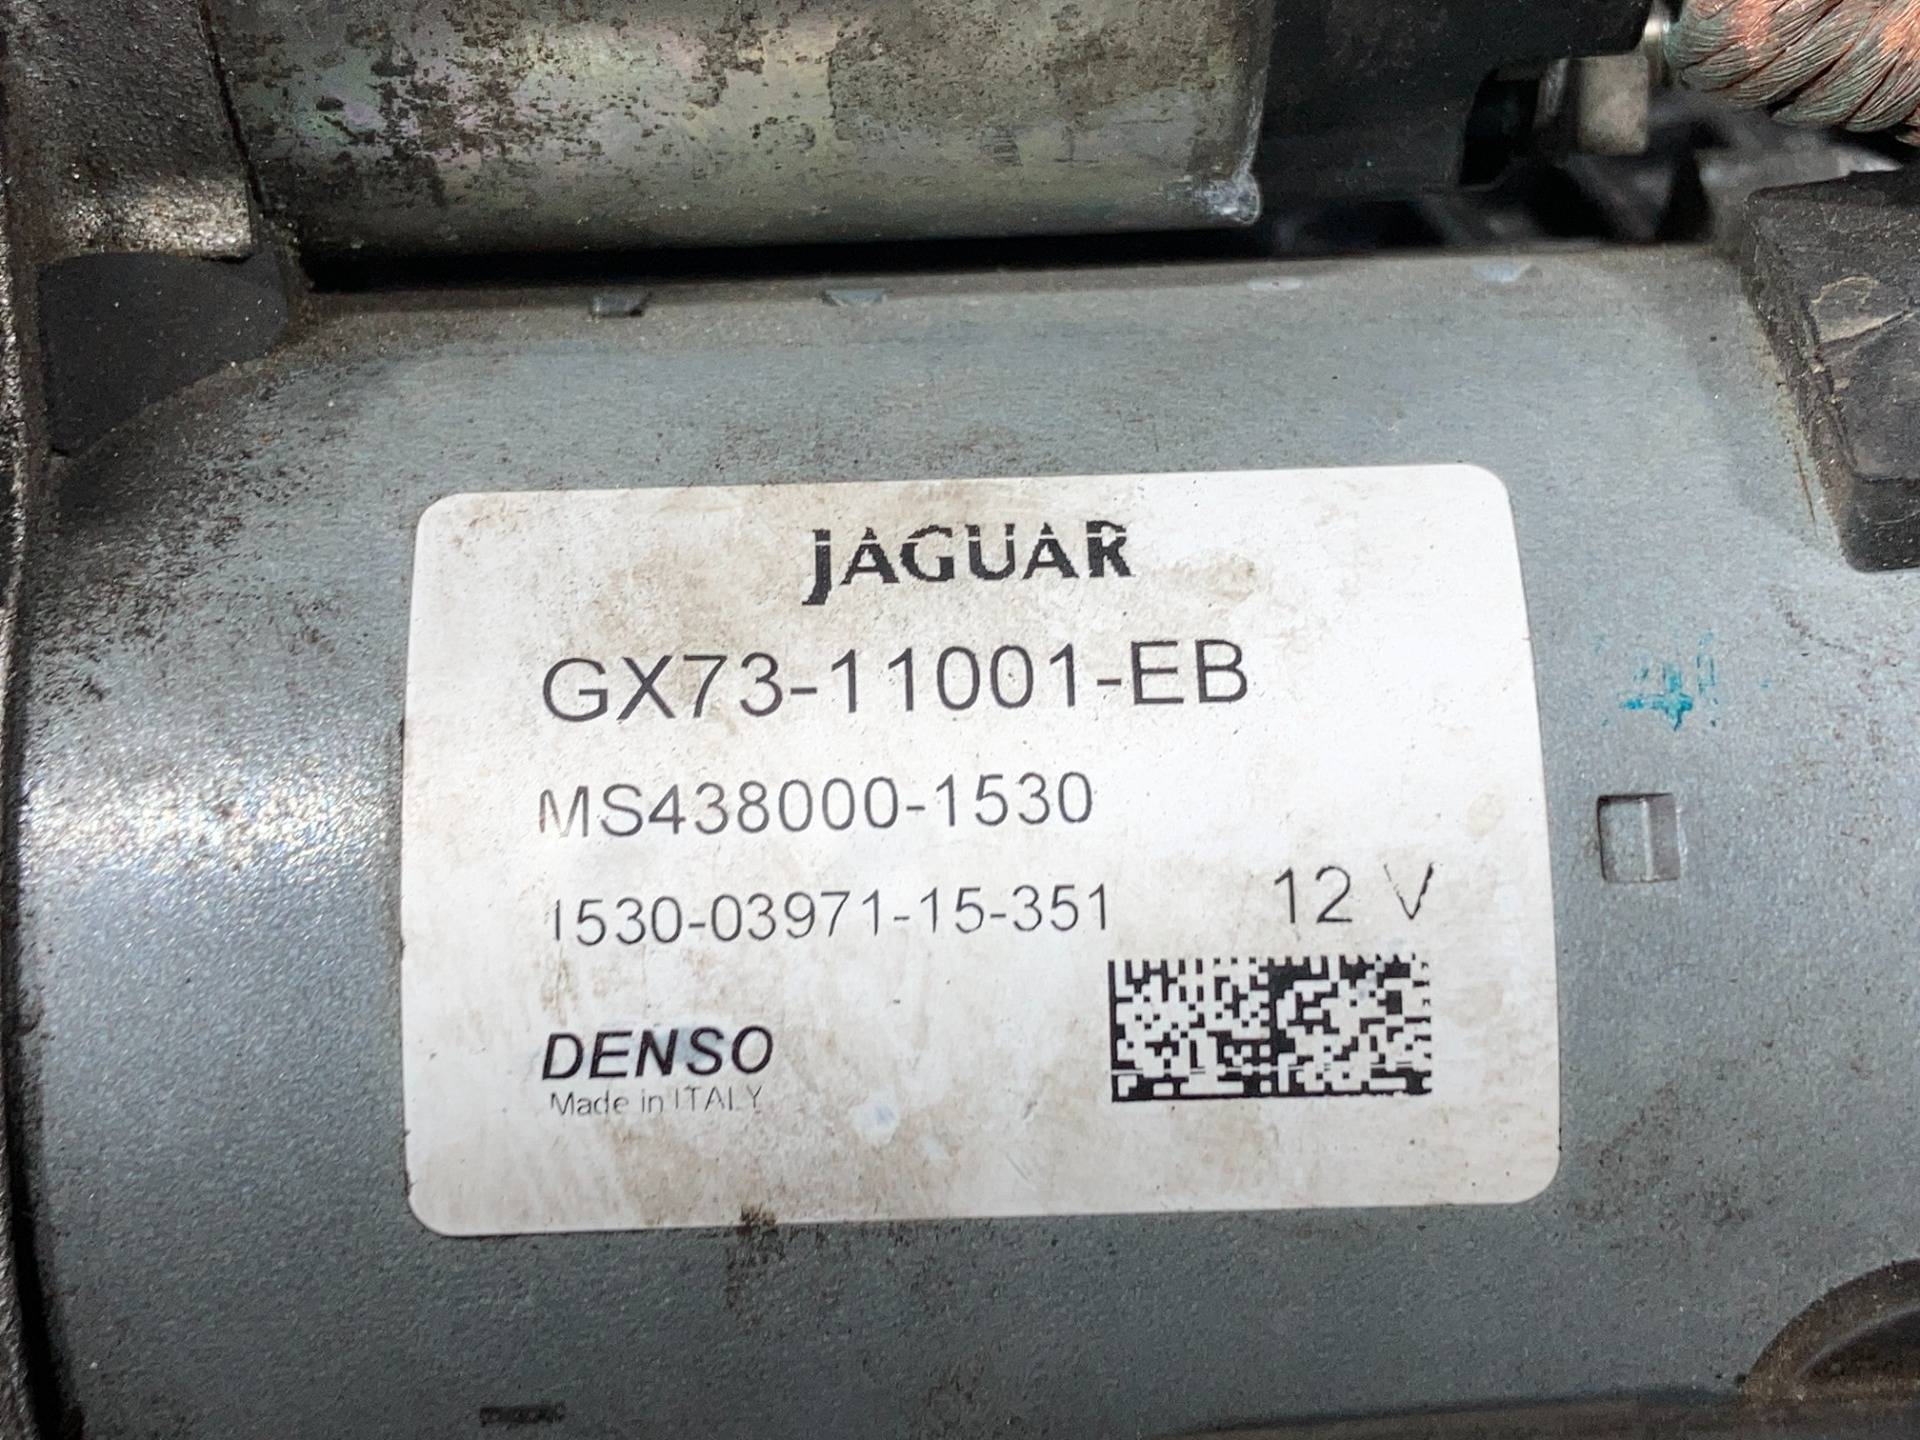 JAGUAR
GX73-11001-EB
MS438000-1530
1530-03971-15-351 12 V
DENSO
Made in ITALY